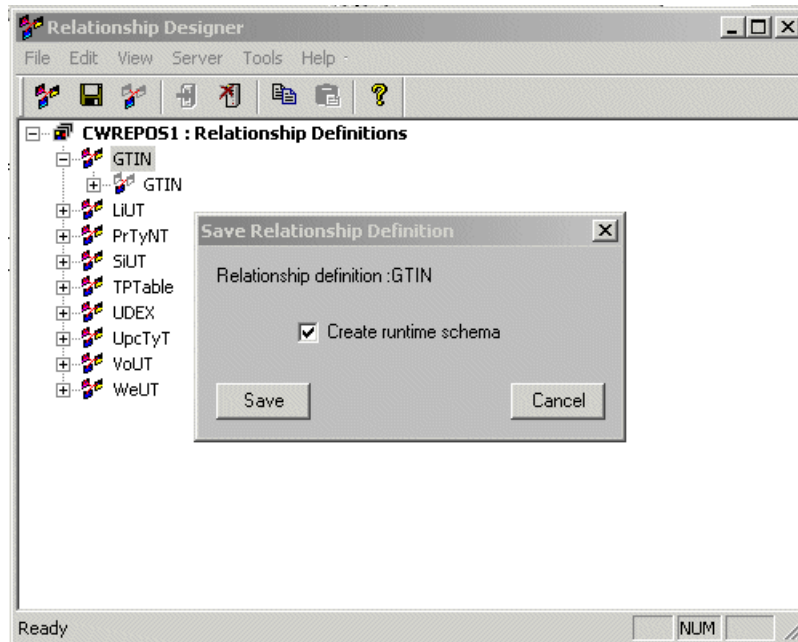 Relationship Designer
File Edit View Server Tools Help
CWREPOS1 : Relationship Definitions
GTIN
GTIN
LiUT
PrTyNT
SiUT
TPTable
UDEX
UpcTyT
VoUT
WeUT
Save Relationship Definition
Relationship definition :GTIN
Create runtime schema
Save Cancel
Ready NUM